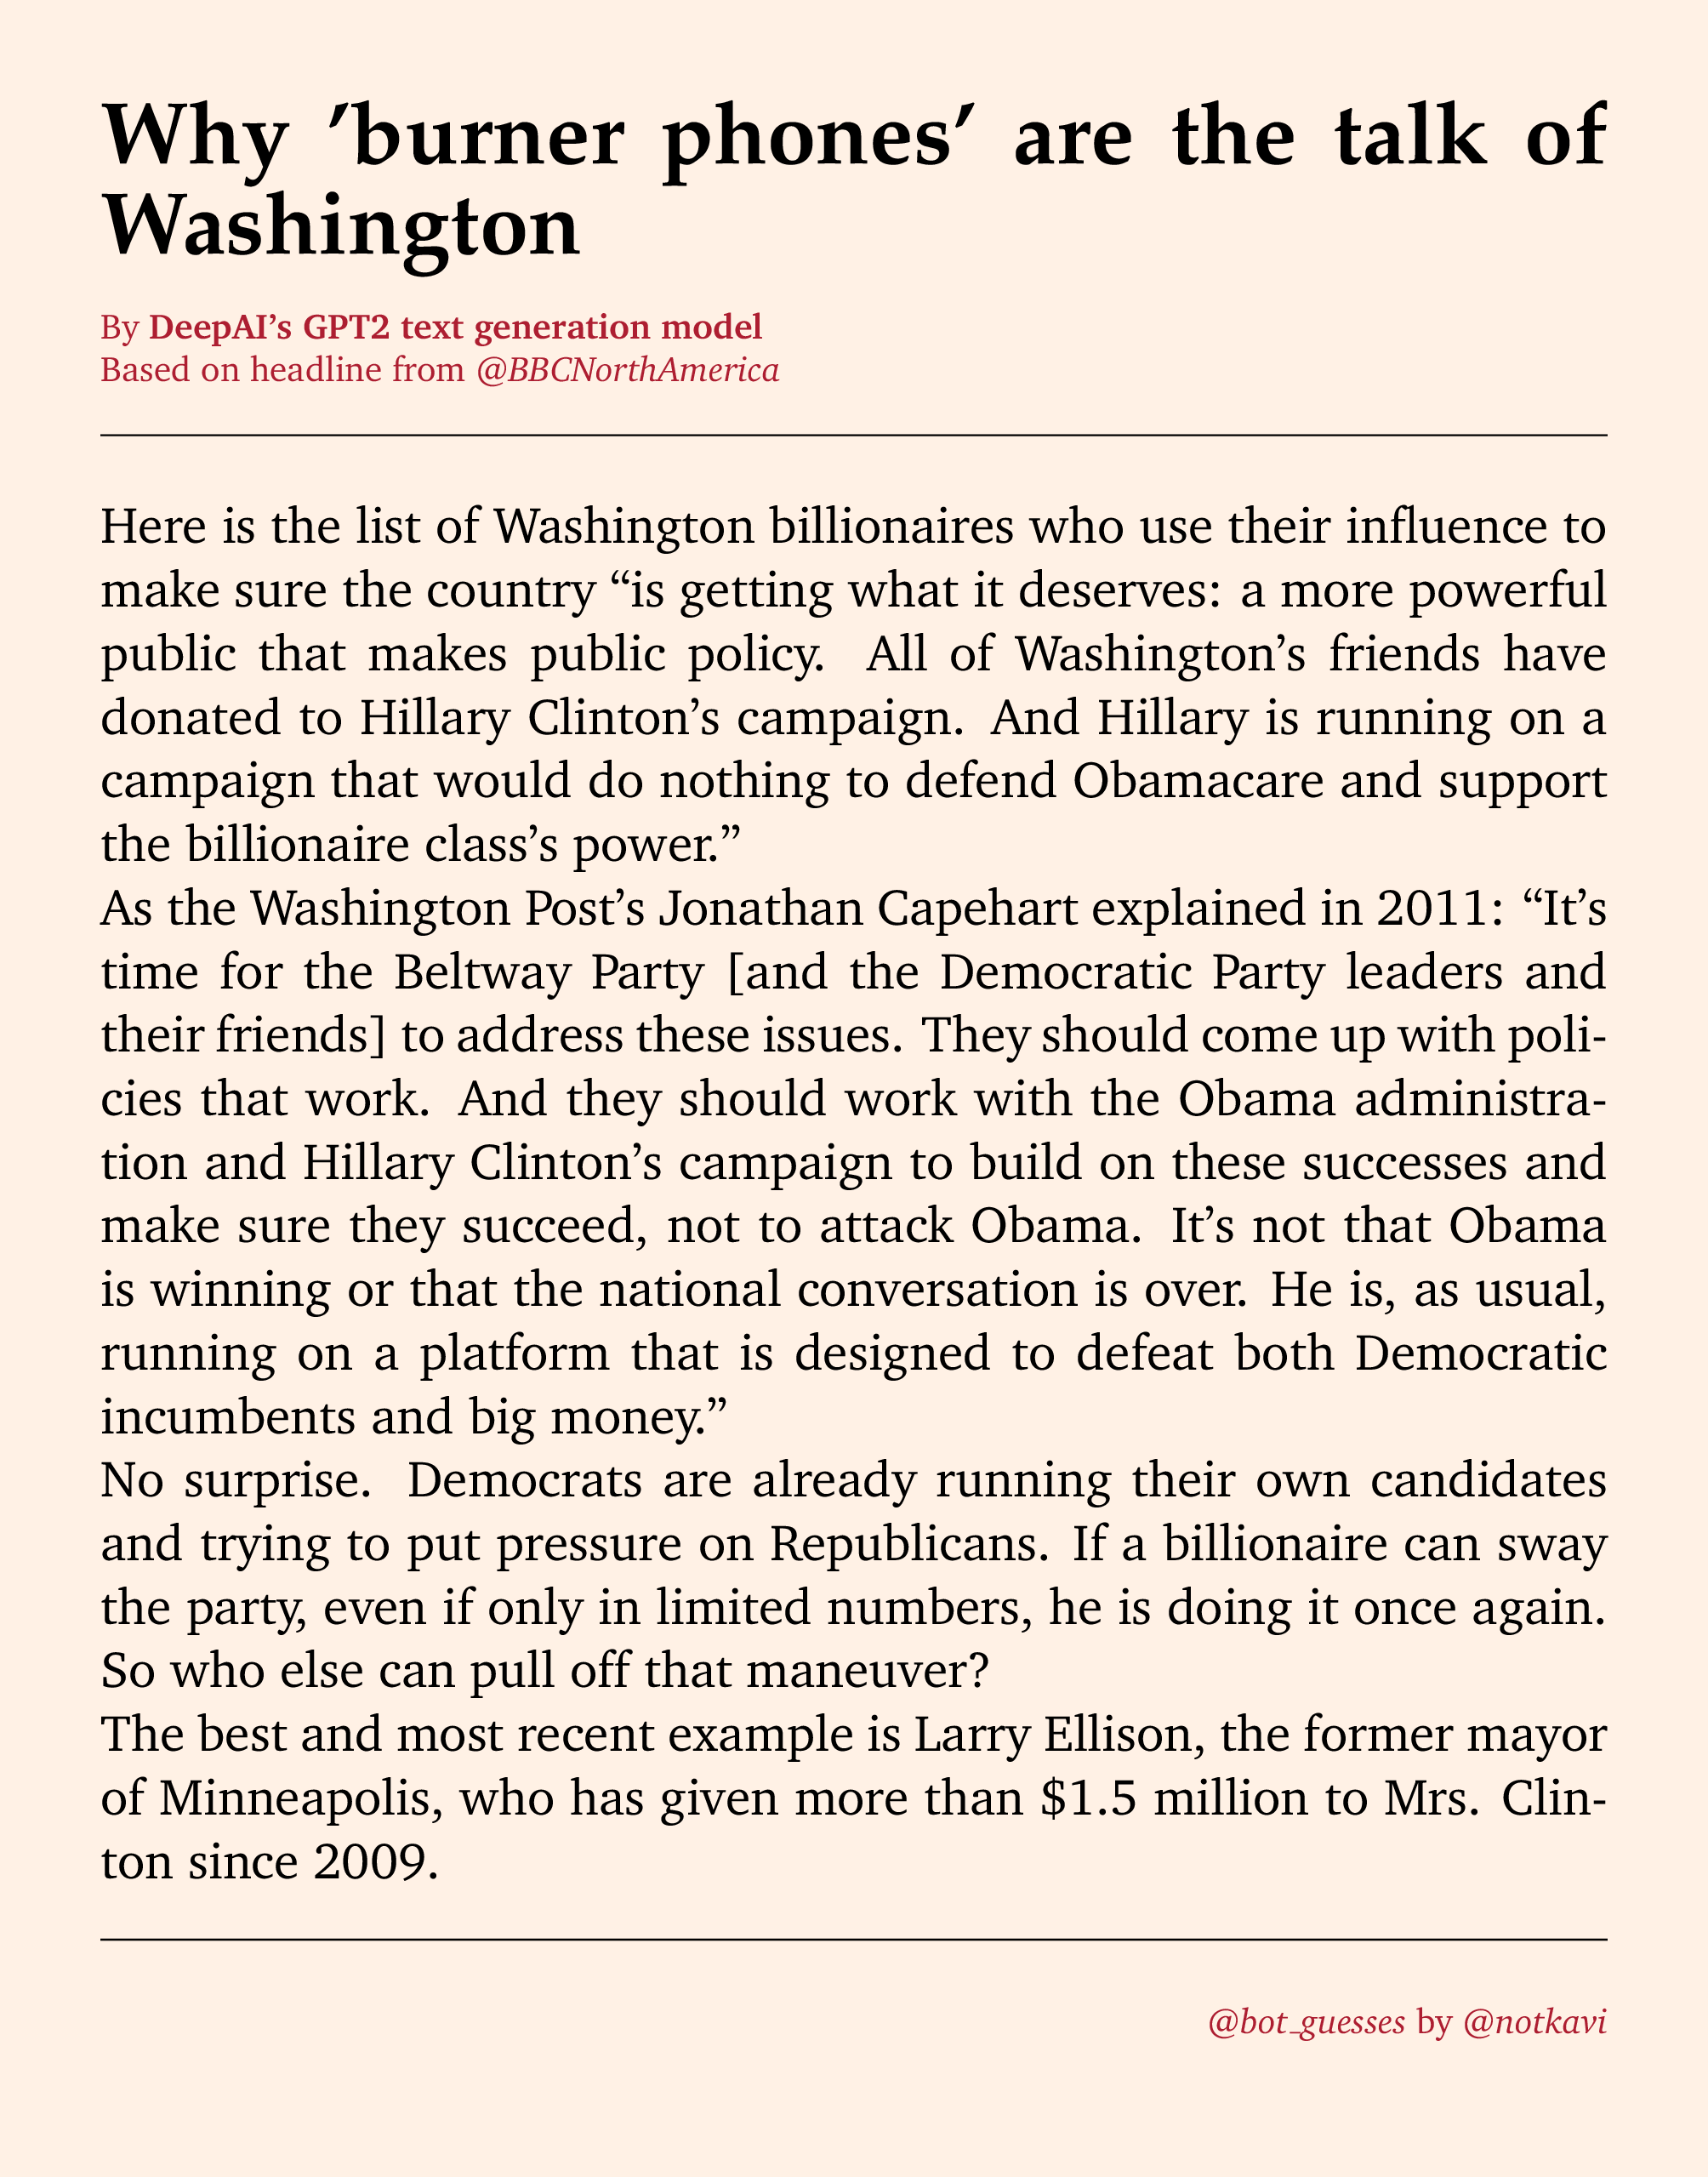 Why ’burner phones’ are the talk of
Washington
By DeepAI’s GPT2 text generation model
Based on headline from @BBCNorthAmerica
Here is the list of Washington billionaires who use their influence to
make sure the country “is getting what it deserves: a more powerful
public that makes public policy. All of Washington’s friends have
donated to Hillary Clinton’s campaign. And Hillary is running on a
campaign that would do nothing to defend Obamacare and support
the billionaire class’s power.”
As the Washington Post’s Jonathan Capehart explained in 2011: “It’s
time for the Beltway Party [and the Democratic Party leaders and
their friends] to address these issues. They should come up with poli-
cies that work. And they should work with the Obama administra-
tion and Hillary Clinton’s campaign to build on these successes and
make sure they succeed, not to attack Obama. It’s not that Obama
is winning or that the national conversation is over. He is, as usual,
running on a platform that is designed to defeat both Democratic
incumbents and big money.”
No surprise. Democrats are already running their own candidates
and trying to put pressure on Republicans. If a billionaire can sway
the party, even if only in limited numbers, he is doing it once again.
So who else can pull off that maneuver?
The best and most recent example is Larry Ellison, the former mayor
of Minneapolis, who has given more than $1.5 million to Mrs. Clin-
ton since 2009.
@bot_guesses by @notkavi